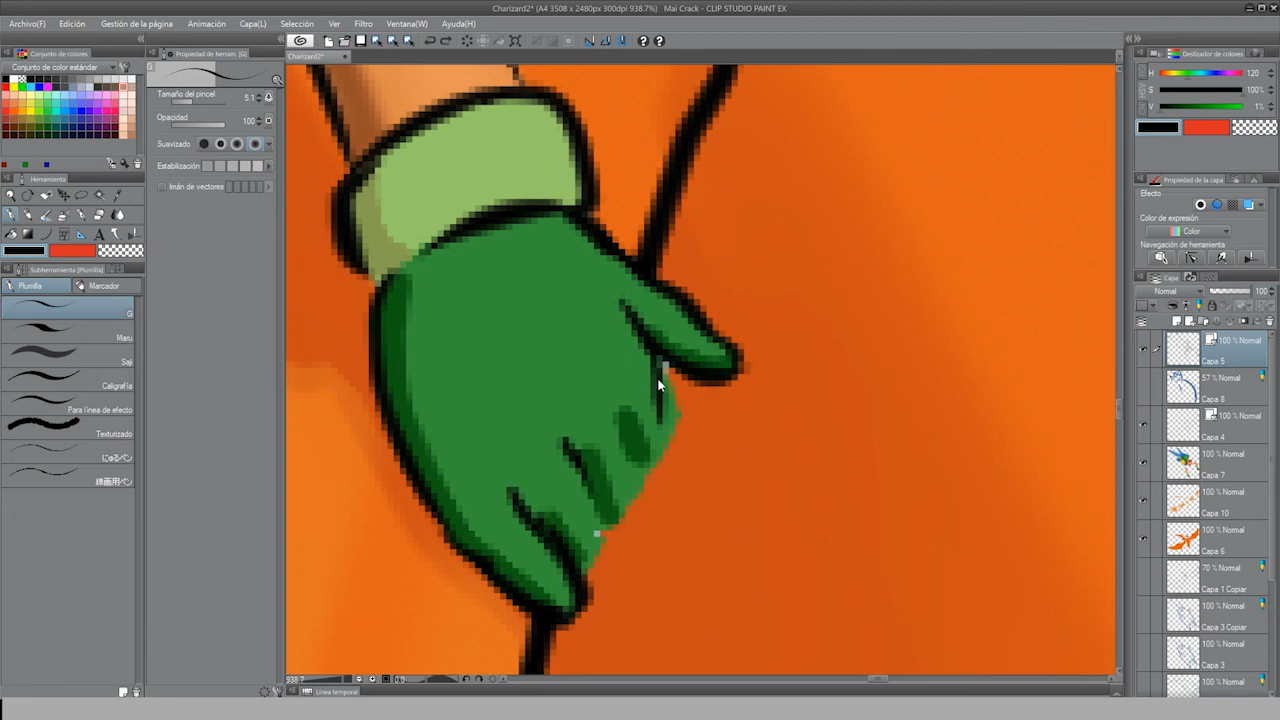 Charizard2* (A4 3508 x 2480px 300dpi 938.7%)   Mai Crack - CLIP STUDIO PAINT EX
Archivo(F) Edición Gestión de la página Animación Capa(L) Selección Ver Filtro Ventana(W) Ayuda(H)
Conjunto de colores
Propiedad de herram. [G]
Charizard2*
Deslizador de colores
Conjunto de color estándar
G
H 120
S 100%
V 1%
HSV
Tamaño del pincel 5.1
Opacidad 100
Suavizado
Estabilización
Imán de vectores
Herramienta
Propiedad de la capa
Efecto
Color de expresión
Color
Navegación de herramienta
Subherramienta (Plumilla)
Plumilla Marcador
G
Maru
Saji
Caligrafía
Para línea de efecto
Texturizado
にゅるペン
線画用ペン
Capa
Normal 100
100 % Normal
Capa 5
57 % Normal
Capa 8
100 % Normal
Capa 4
100 % Normal
Capa 7
100 % Normal
Capa 10
100 % Normal
Capa 6
70 % Normal
Capa 1 Copiar
100 % Normal
Capa 3 Copiar
100 % Normal
Capa 3
100 % Normal
938.7 0.0
Línea temporal